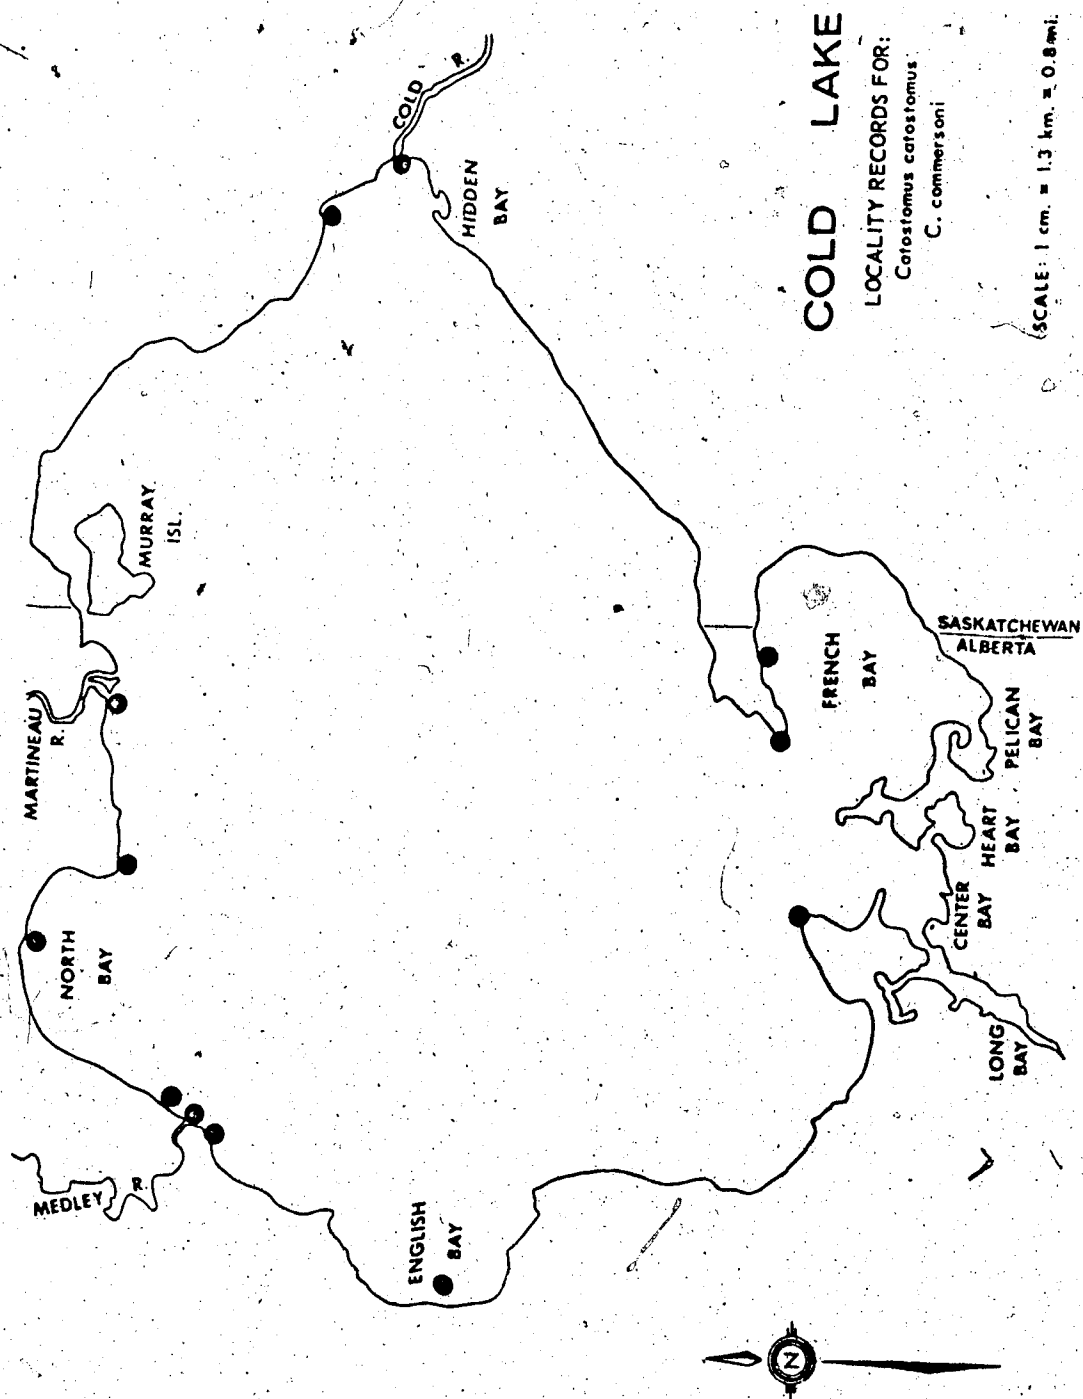 COLD LAKE
LOCALITY RECORDS FOR:
Catostomus catostomus
C. commersoni
SCALE: 1 cm. = 1.3 km. = 0.8 mi.
COLD R.
HIDDEN
BAY
MURRAY
ISL.
MARTINEAU
R.
NORTH
BAY
MEDLEY R.
ENGLISH
BAY
FRENCH
BAY
SASKATCHEWAN
ALBERTA
PELICAN
BAY
HEART
BAY
CENTER
BAY
LONG
BAY
N